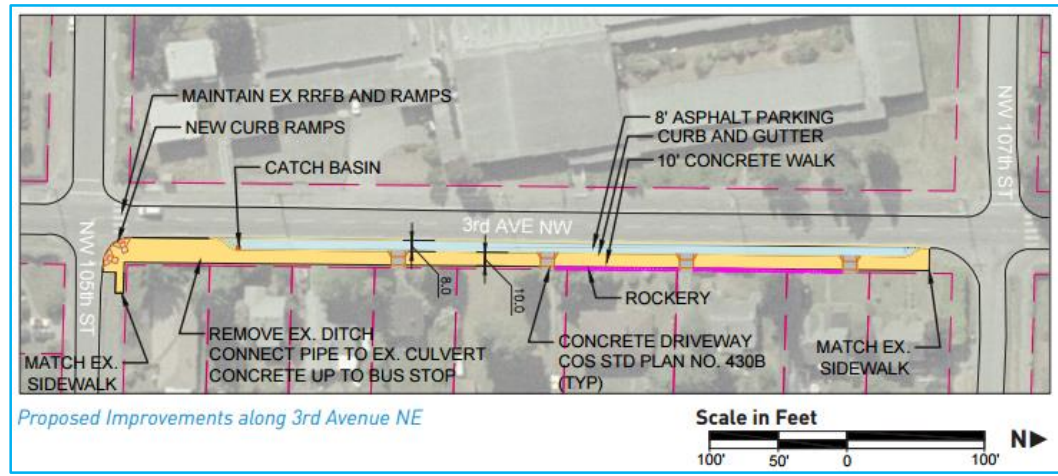 MAINTAIN EX RRFB AND RAMPS
NEW CURB RAMPS
CATCH BASIN
8' ASPHALT PARKING
CURB AND GUTTER
10' CONCRETE WALK
NW 107th ST
3rd AVE NW
NW 105th ST
8.0
10.0
ROCKERY
MATCH EX.
SIDEWALK
REMOVE EX. DITCH
CONNECT PIPE TO EX. CULVERT
CONCRETE UP TO BUS STOP
CONCRETE DRIVEWAY
COS STD PLAN NO. 430B
(TYP)
MATCH EX.
SIDEWALK
Proposed Improvements along 3rd Avenue NE
Scale in Feet
100' 50' 0 100'
N